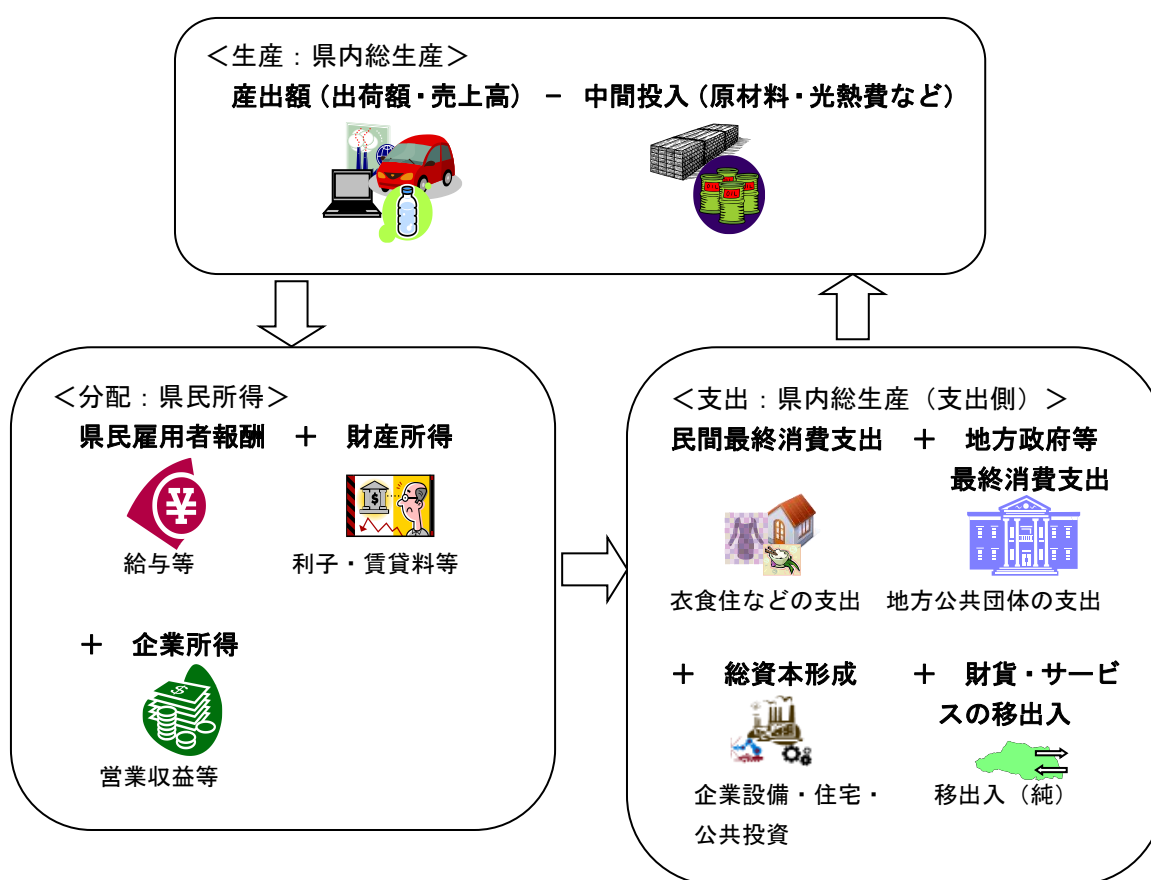 ＜生産：県内総生産＞
産出額（出荷額・売上高） － 中間投入（原材料・光熱費など）
＜分配：県民所得＞
県民雇用者報酬 ＋ 財産所得
給与等 利子・賃貸料等
＋ 企業所得
営業収益等
＜支出：県内総生産（支出側）＞
民間最終消費支出 ＋ 地方政府等
最終消費支出
衣食住などの支出 地方公共団体の支出
＋ 総資本形成 ＋ 財貨・サービ
スの移出入
企業設備・住宅・ 移出入（純）
公共投資